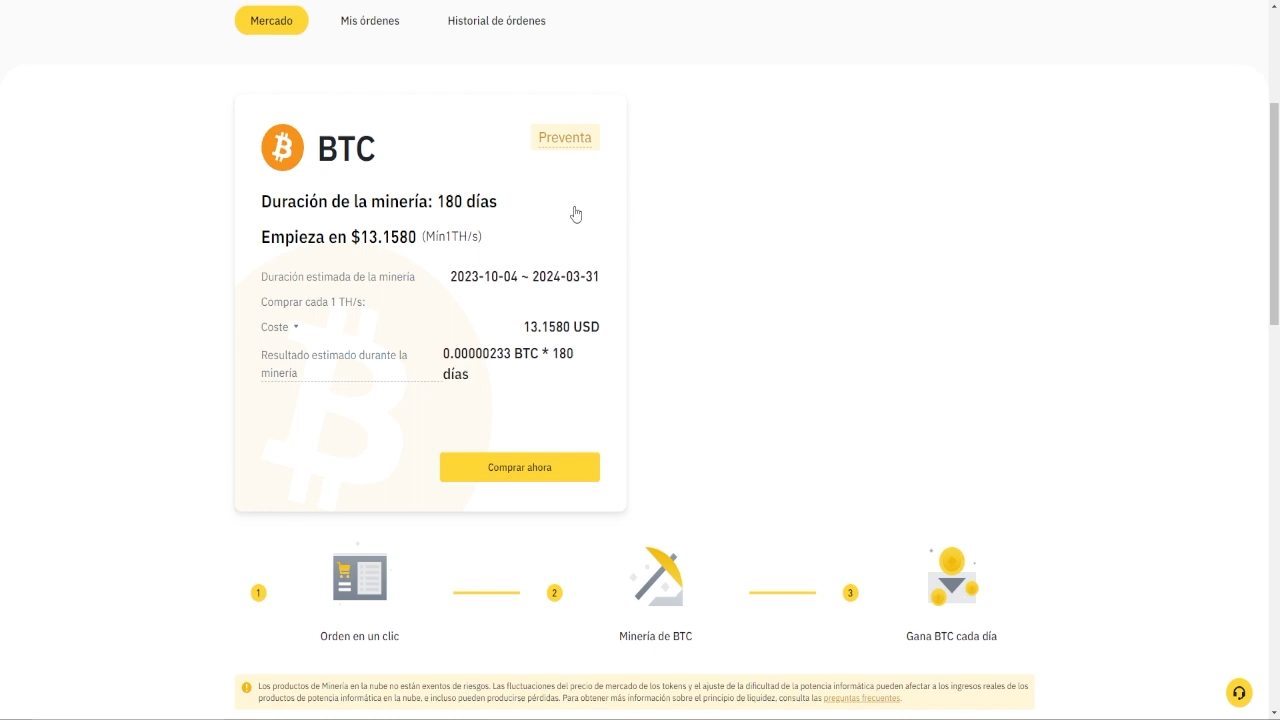 Mercado Mis órdenes Historial de órdenes
BTC Preventa
Duración de la minería: 180 días
Empieza en $13.1580 (Mín1TH/s)
Duración estimada de la minería 2023-10-04 ~ 2024-03-31
Comprar cada 1 TH/s:
Coste 13.1580 USD
Resultado estimado durante la 0.00000233 BTC * 180
minería días
Comprar ahora
1 2 3
Orden en un clic Minería de BTC Gana BTC cada día
Los productos de Minería en la nube no están exentos de riesgos. Las fluctuaciones del precio de mercado de los tokens y el ajuste de la dificultad de la potencia informática pueden afectar a los ingresos reales de los
productos de potencia informática en la nube, e incluso pueden producirse pérdidas. Para obtener más información sobre el principio de liquidez, consulta las preguntas frecuentes.